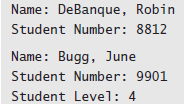 Name: DeBanque, Robin
Student Number: 8812
Name: Bugg, June
Student Number: 9901
Student Level: 4